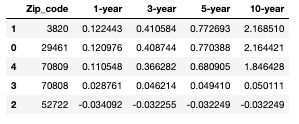 Zip_code 1-year 3-year 5-year 10-year
1 3820 0.122443 0.410584 0.772693 2.168510
0 29461 0.120976 0.408744 0.770388 2.164421
4 70809 0.110548 0.366282 0.680905 1.846428
3 70808 0.028761 0.046214 0.049410 0.050111
2 52722 -0.034092 -0.032255 -0.032249 -0.032249